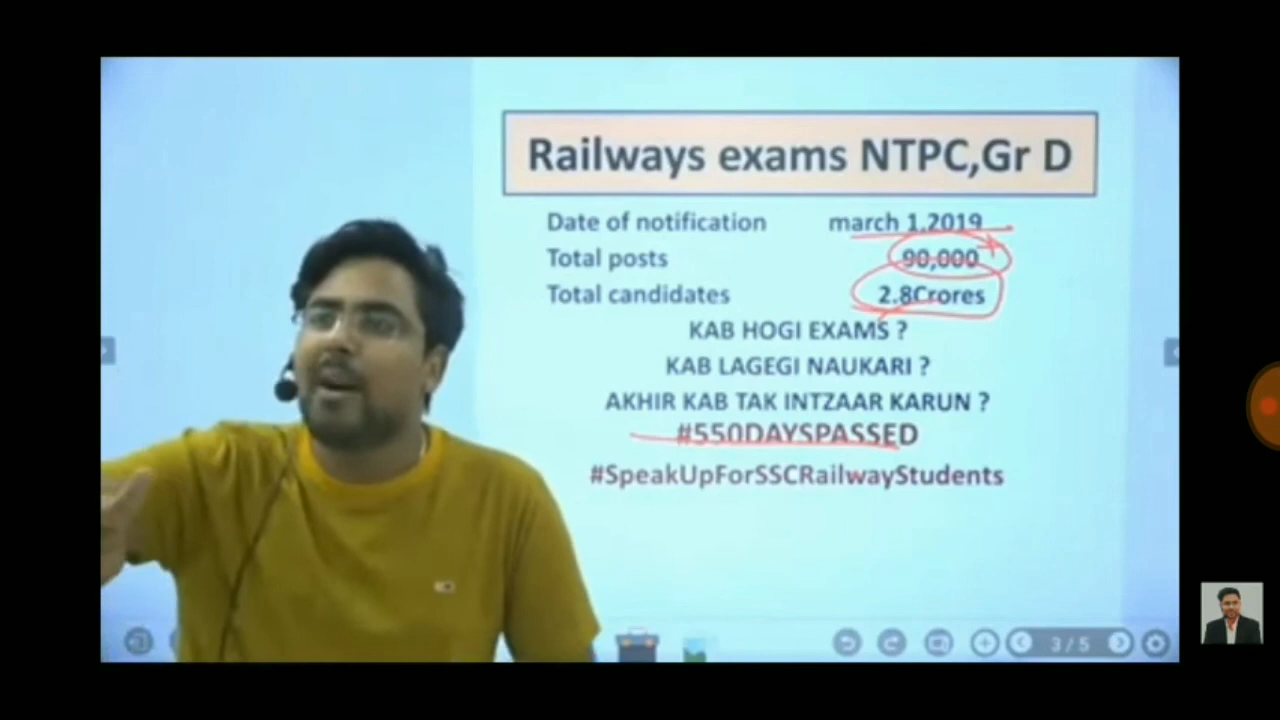 Railways exams NTPC,Gr D
Date of notification march 1.2019
Total posts 90,000
Total candidates 2.8Crores
KAB HOGI EXAMS ?
KAB LAGEGI NAUKARI ?
AKHIR KAB TAK INTZAAR KARUN ?
#550DAYSPASSED
#SpeakUpForSSCRailwayStudents
3 / 5